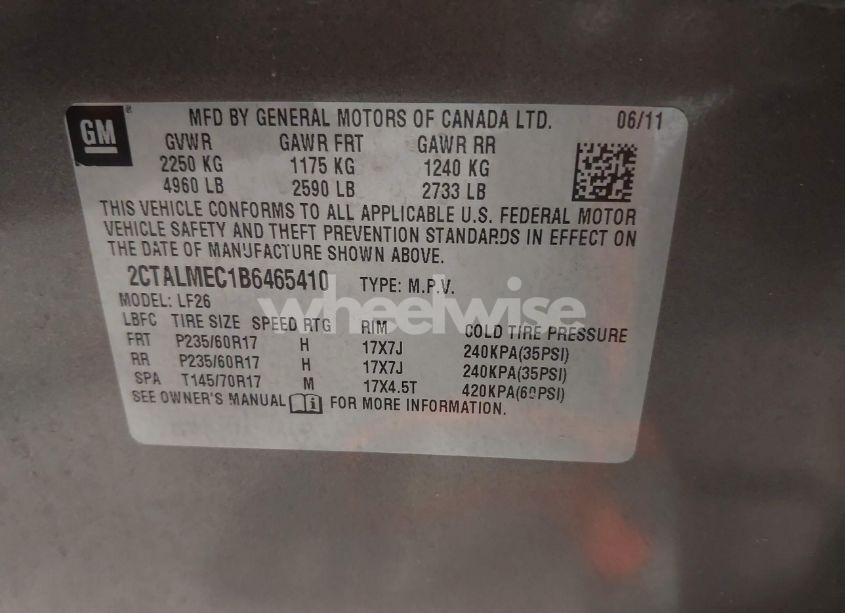 GM
MFD BY GENERAL MOTORS OF CANADA LTD. 06/11
GVWR GAWR FRT GAWR RR
2250 KG 1175 KG 1240 KG
4960 LB 2590 LB 2733 LB
THIS VEHICLE CONFORMS TO ALL APPLICABLE U.S. FEDERAL MOTOR
VEHICLE SAFETY AND THEFT PREVENTION STANDARDS IN EFFECT ON
THE DATE OF MANUFACTURE SHOWN ABOVE.
2CTALMEC1B6465410 TYPE: M.P.V.
MODEL: LF26
wheelwise
LBFC TIRE SIZE SPEED RTG RIM COLD TIRE PRESSURE
FRT P235/60R17 H 17X7J 240KPA(35PSI)
RR P235/60R17 H 17X7J 240KPA(35PSI)
SPA T145/70R17 M 17X4.5T 420KPA(60PSI)
SEE OWNER'S MANUAL i FOR MORE INFORMATION.